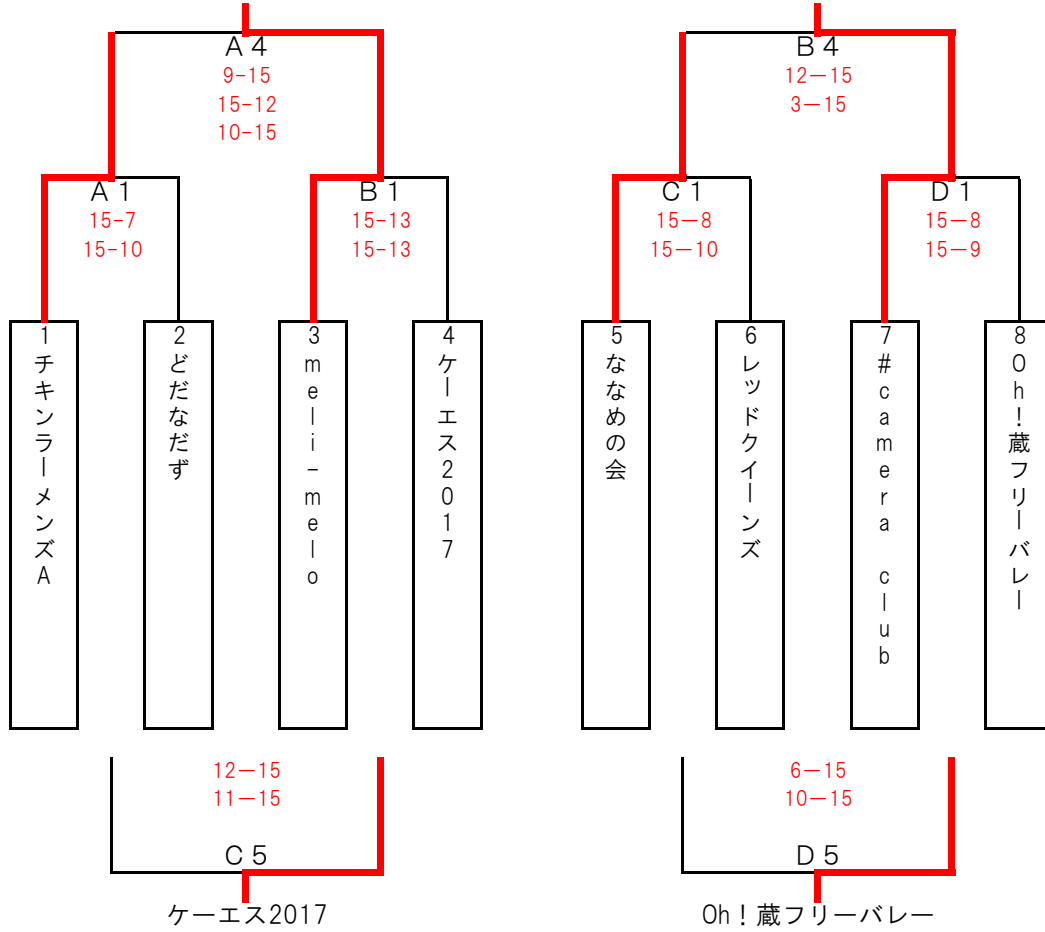 A4
9-15
15-12
10-15
B4
12－15
3－15
A1
15-7
15-10
B1
15-13
15-13
C1
15－8
15－10
D1
15－8
15－9
1チキンラーメンズA
2どだなだず
3meli-melo
4ケーエス2017
5ななめの会
6レッドクイーンズ
7#camera club
8Oh！蔵フリーバレー
12－15
11－15
C5
ケーエス2017
6－15
10－15
D5
Oh！蔵フリーバレー